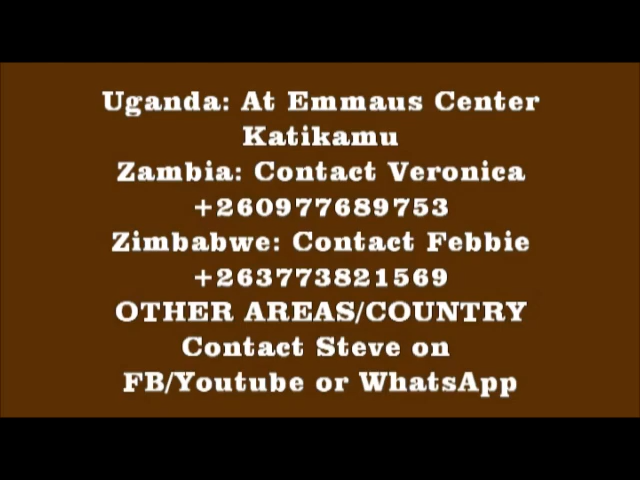 Uganda: At Emmaus Center
Katikamu
Zambia: Contact Veronica
+260977689753
Zimbabwe: Contact Febbie
+263773821569
OTHER AREAS/COUNTRY
Contact Steve on
FB/Youtube or WhatsApp